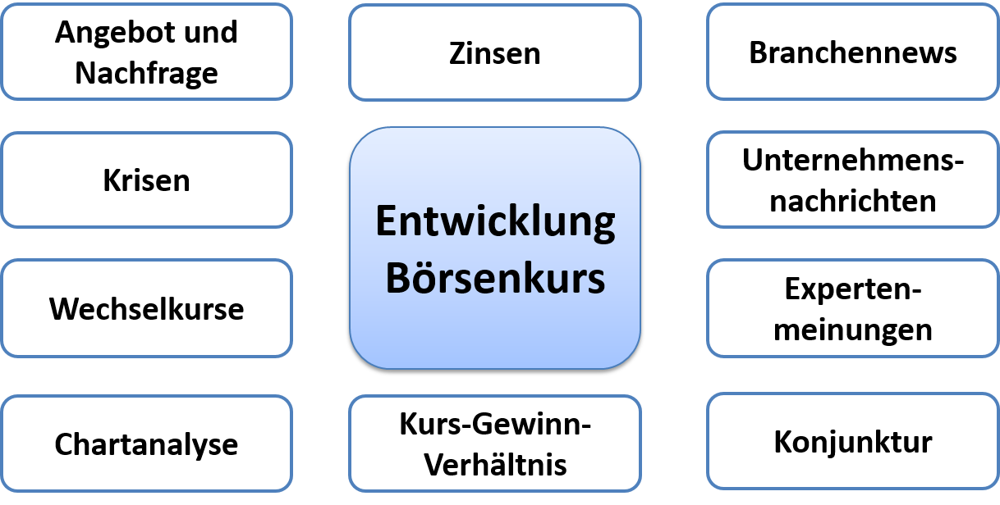 Angebot und
Nachfrage
Zinsen
Branchennews
Krisen
Entwicklung
Börsenkurs
Unternehmens-
nachrichten
Wechselkurse
Experten-
meinungen
Chartanalyse
Kurs-Gewinn-
Verhältnis
Konjunktur